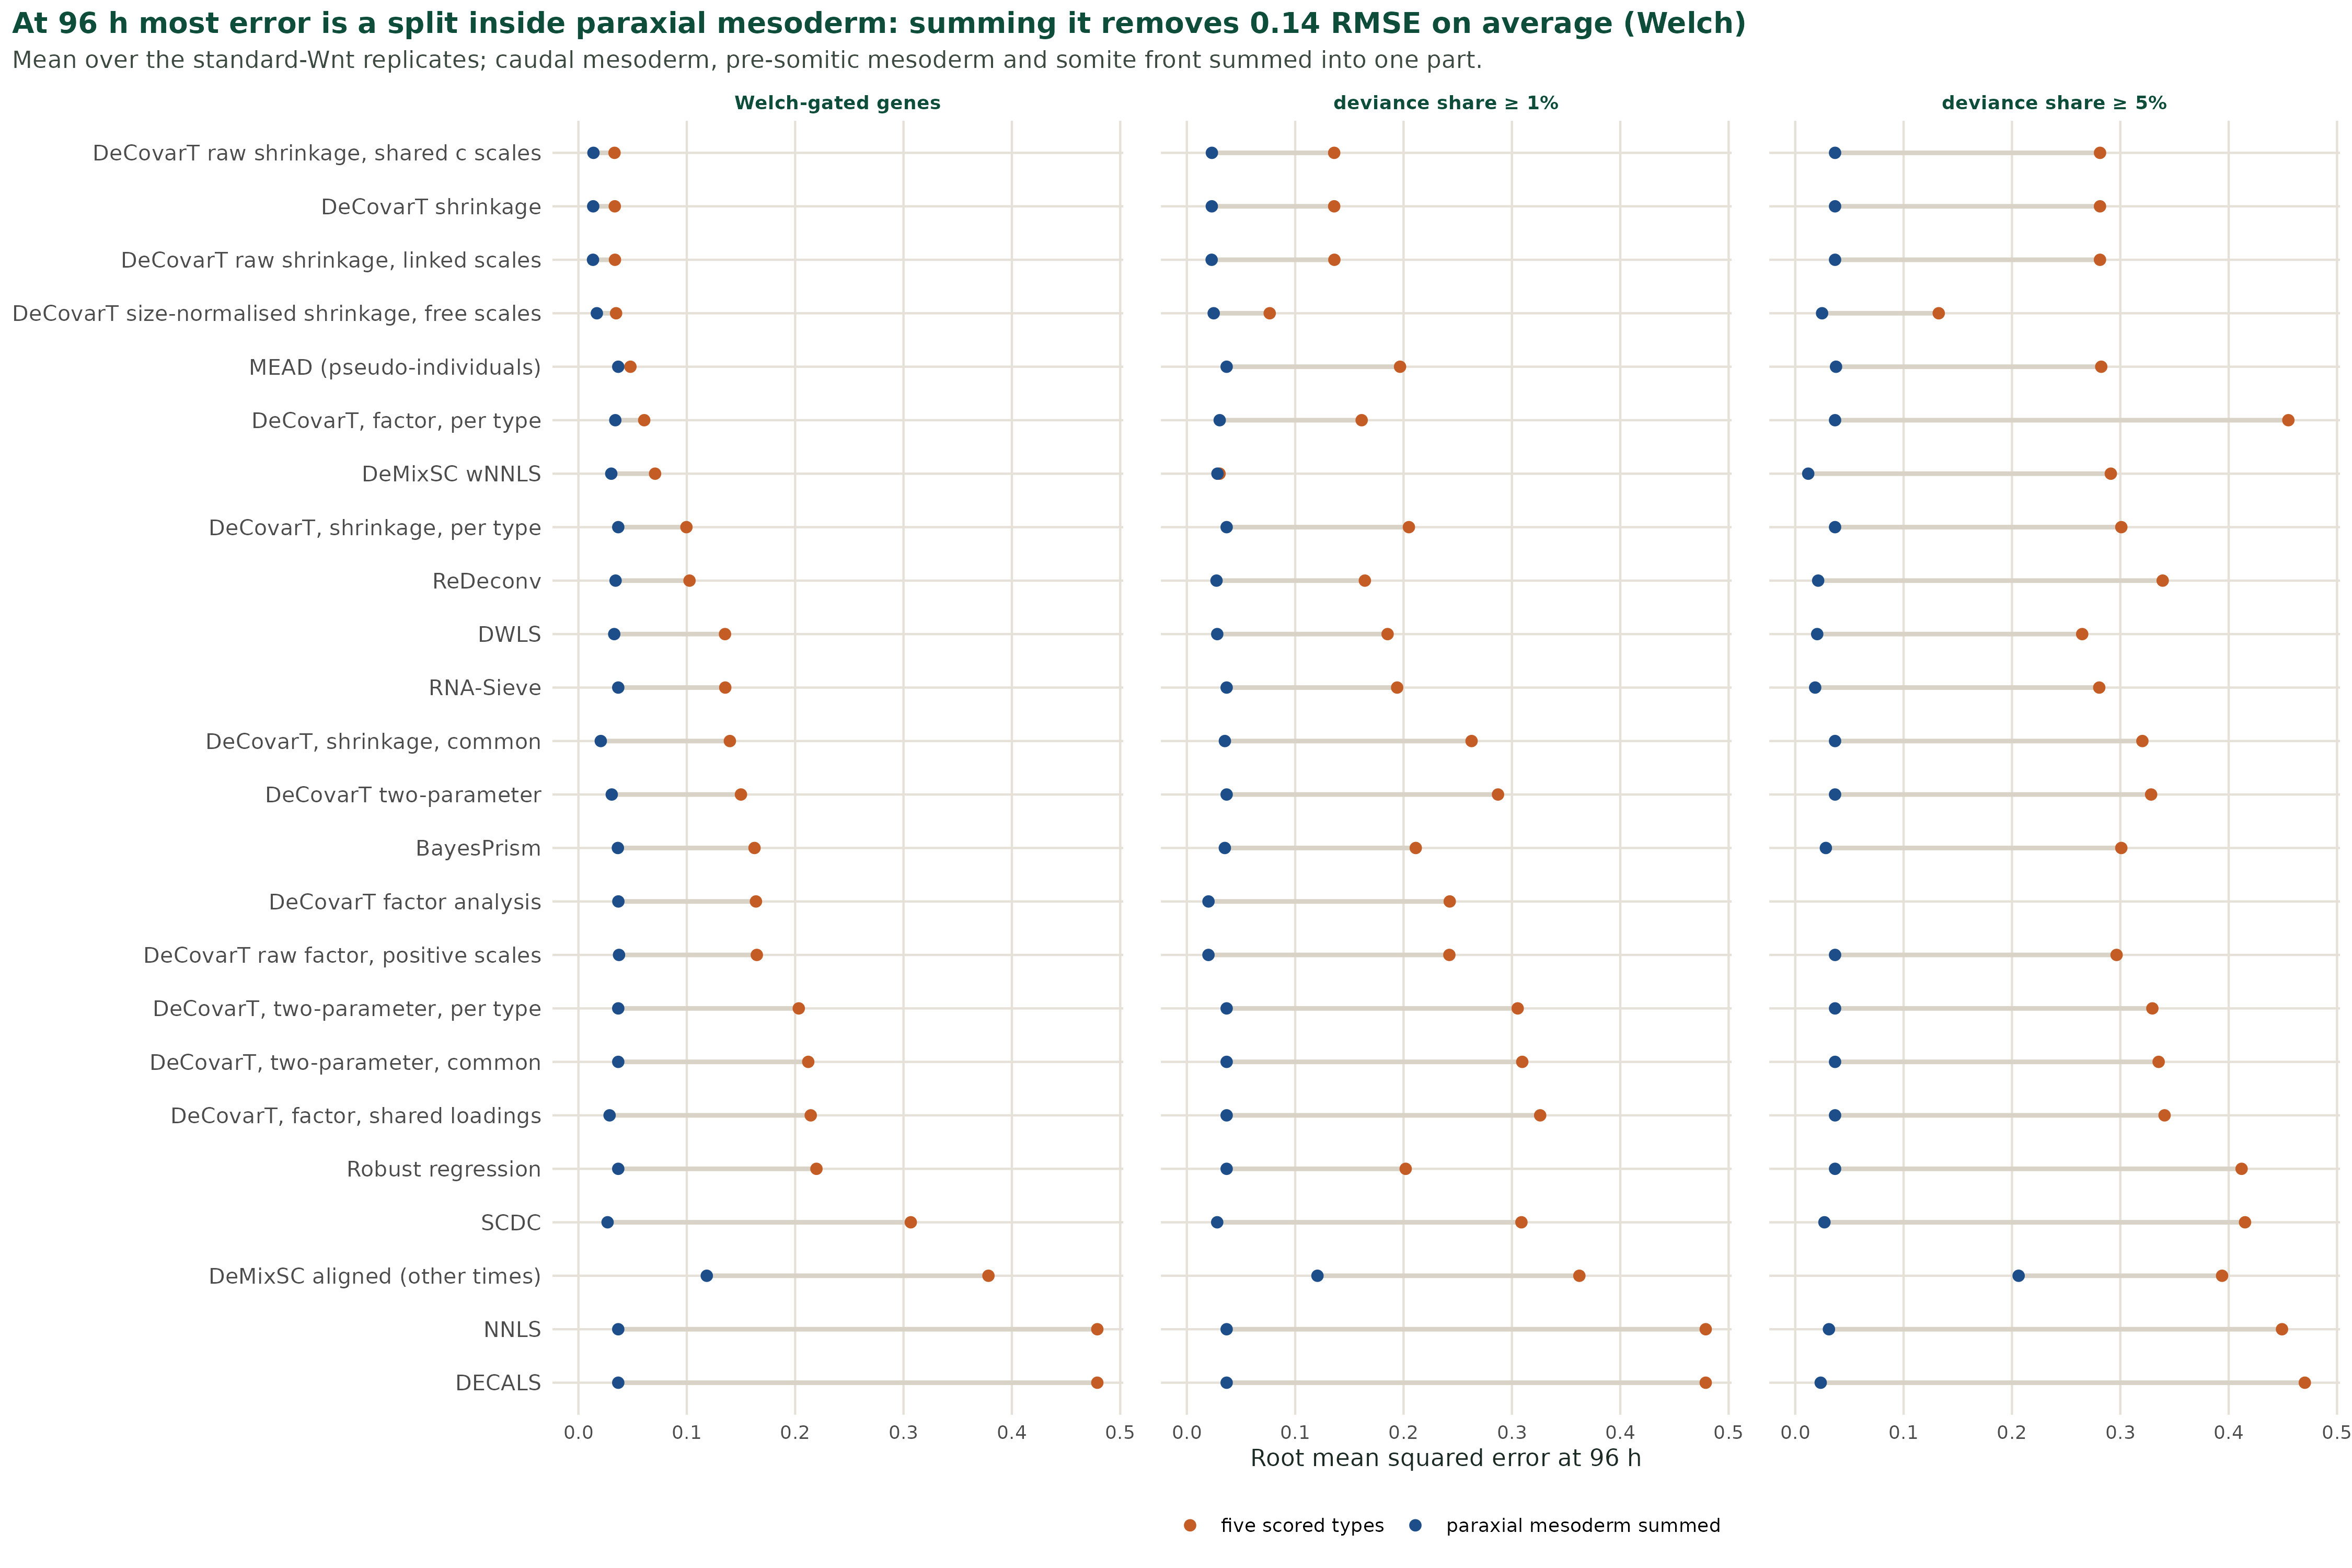 At 96 h most error is a split inside paraxial mesoderm: summing it removes 0.14 RMSE on average (Welch)
Mean over the standard-Wnt replicates; caudal mesoderm, pre-somitic mesoderm and somite front summed into one part.
Welch-gated genes
deviance share ≥ 1%
deviance share ≥ 5%
DeCovarT raw shrinkage, shared c scales
DeCovarT shrinkage
DeCovarT raw shrinkage, linked scales
DeCovarT size-normalised shrinkage, free scales
MEAD (pseudo-individuals)
DeCovarT, factor, per type
DeMixSC wNNLS
DeCovarT, shrinkage, per type
ReDeconv
DWLS
RNA-Sieve
DeCovarT, shrinkage, common
DeCovarT two-parameter
BayesPrism
DeCovarT factor analysis
DeCovarT raw factor, positive scales
DeCovarT, two-parameter, per type
DeCovarT, two-parameter, common
DeCovarT, factor, shared loadings
Robust regression
SCDC
DeMixSC aligned (other times)
NNLS
DECALS
0.0 0.1 0.2 0.3 0.4 0.5 0.0 0.1 0.2 0.3 0.4 0.5 0.0 0.1 0.2 0.3 0.4 0.5
Root mean squared error at 96 h
five scored types paraxial mesoderm summed